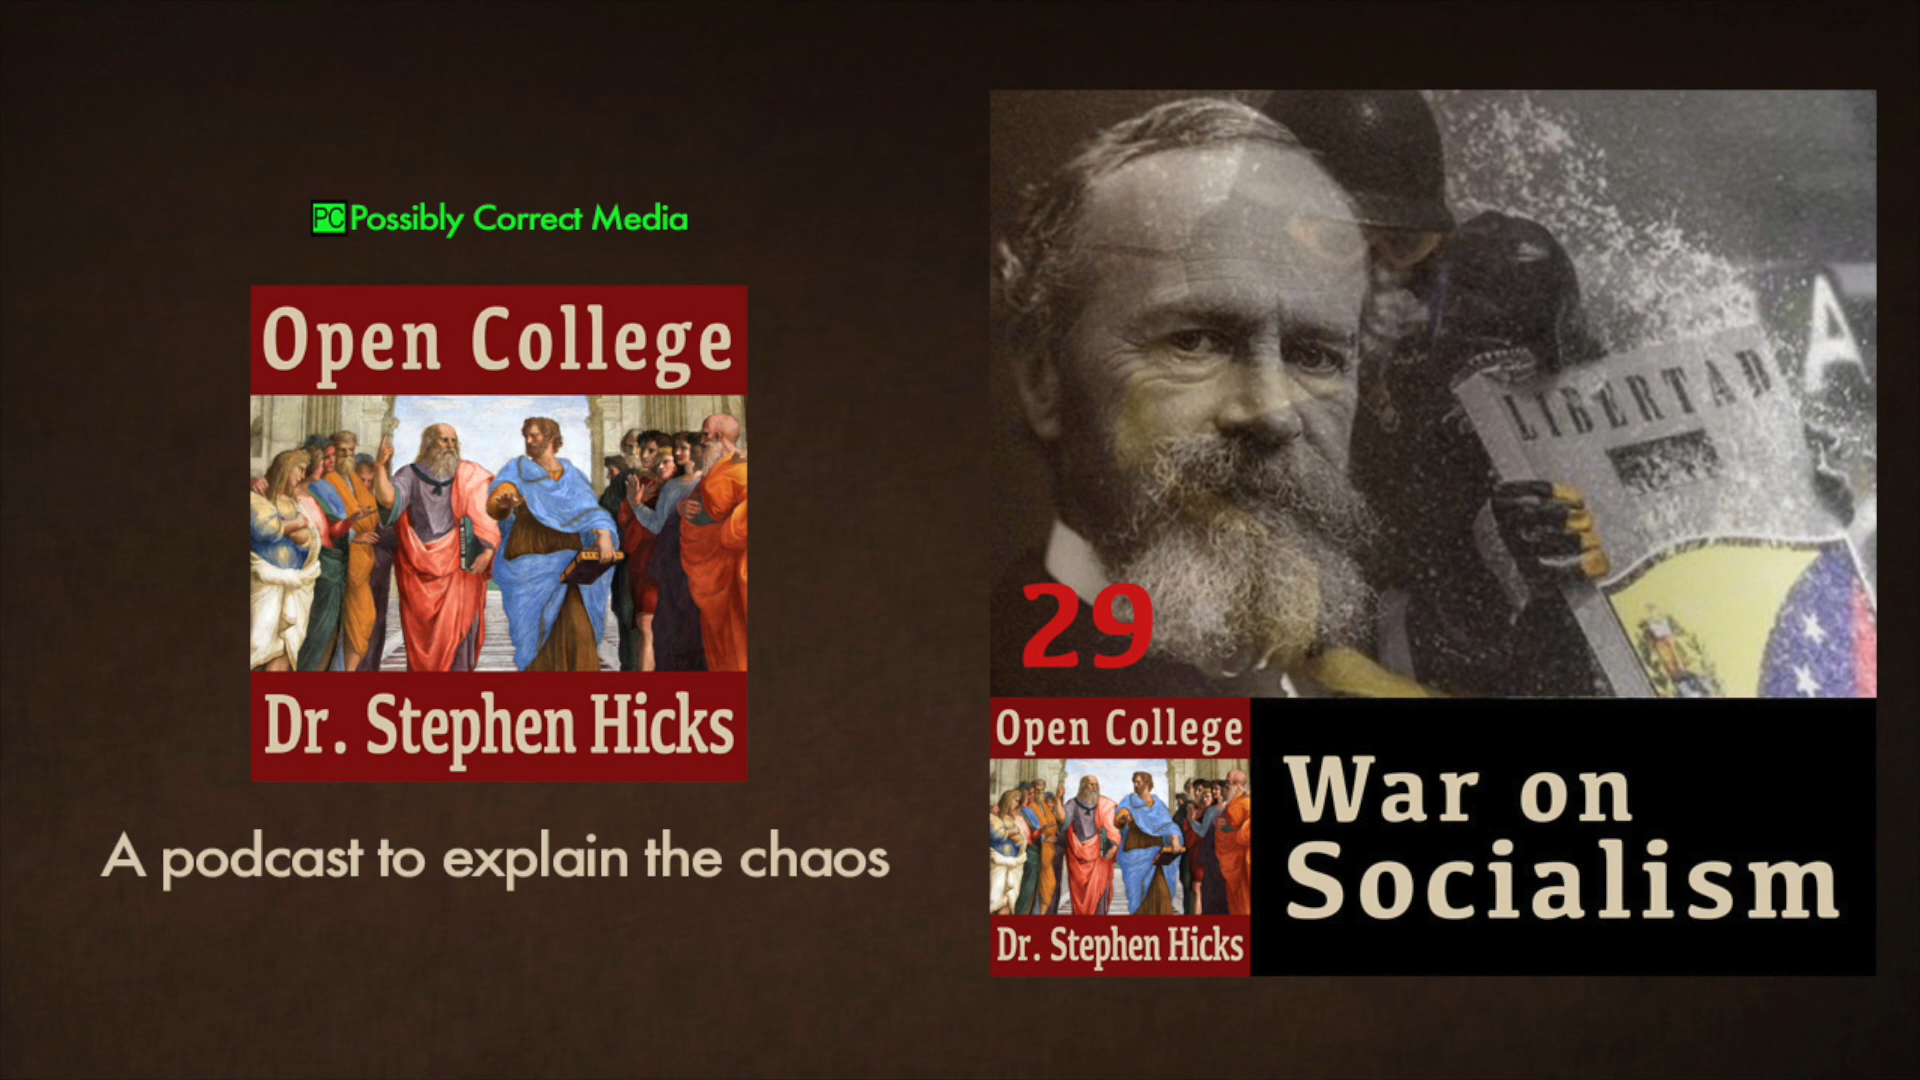 PC Possibly Correct Media
Open College
Dr. Stephen Hicks
A podcast to explain the chaos
LIBERTAD
A
29
Open College
Dr. Stephen Hicks
War on
Socialism